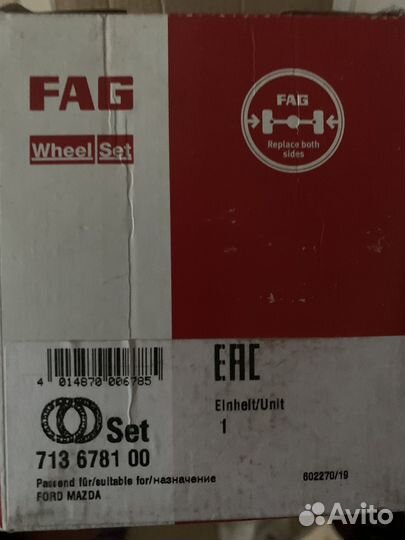 FAG
Wheel Set
FAG
Replace both
sides
4 014870 006785
EAC
Set
Einheit/Unit
1
713 6781 00
Passend für/suitable for/назначение
FORD MAZDA
602270/19
Avito